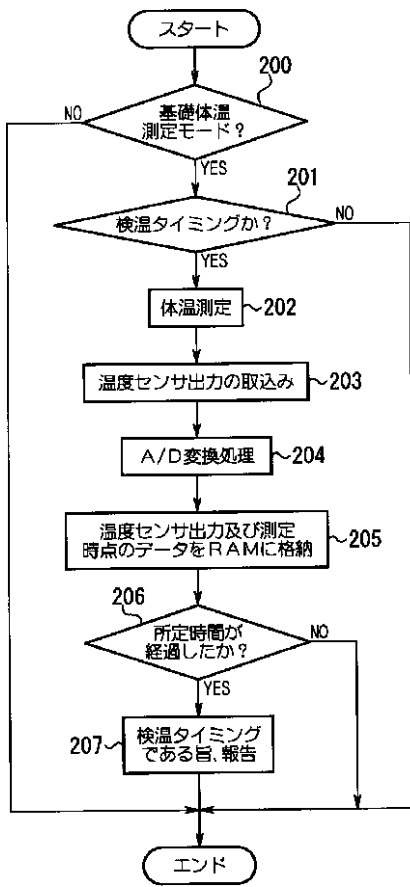 スタート
200
基礎体温
測定モード?
NO
YES
201
検温タイミングか?
NO
YES
体温測定
202
温度センサ出力の取込み
203
A/D変換処理
204
温度センサ出力及び測定
時点のデータをRAMに格納
205
206
所定時間が
経過したか?
NO
YES
207
検温タイミング
である旨、報告
エンド